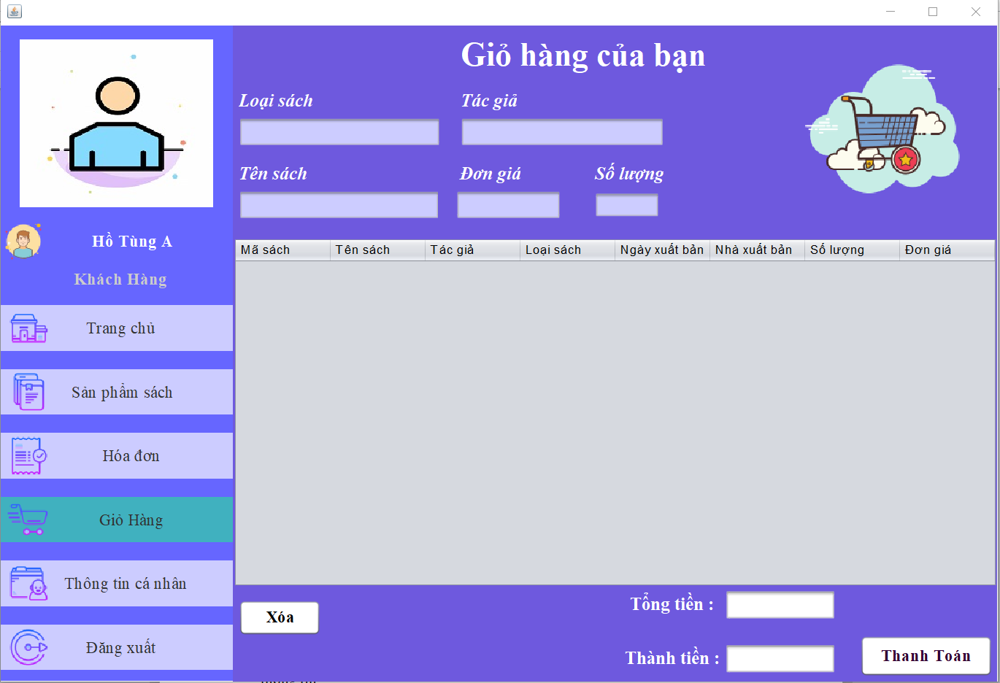 Giỏ hàng của bạn
Loại sách
Tác giả
Tên sách
Đơn giá
Số lượng
Hồ Tùng A
Khách Hàng
Trang chủ
Sản phẩm sách
Hóa đơn
Giỏ Hàng
Thông tin cá nhân
Đăng xuất
Mã sách Tên sách Tác giả Loại sách Ngày xuất bản Nhà xuất bản Số lượng Đơn giá
Xóa
Tổng tiền :
Thành tiền :
Thanh Toán